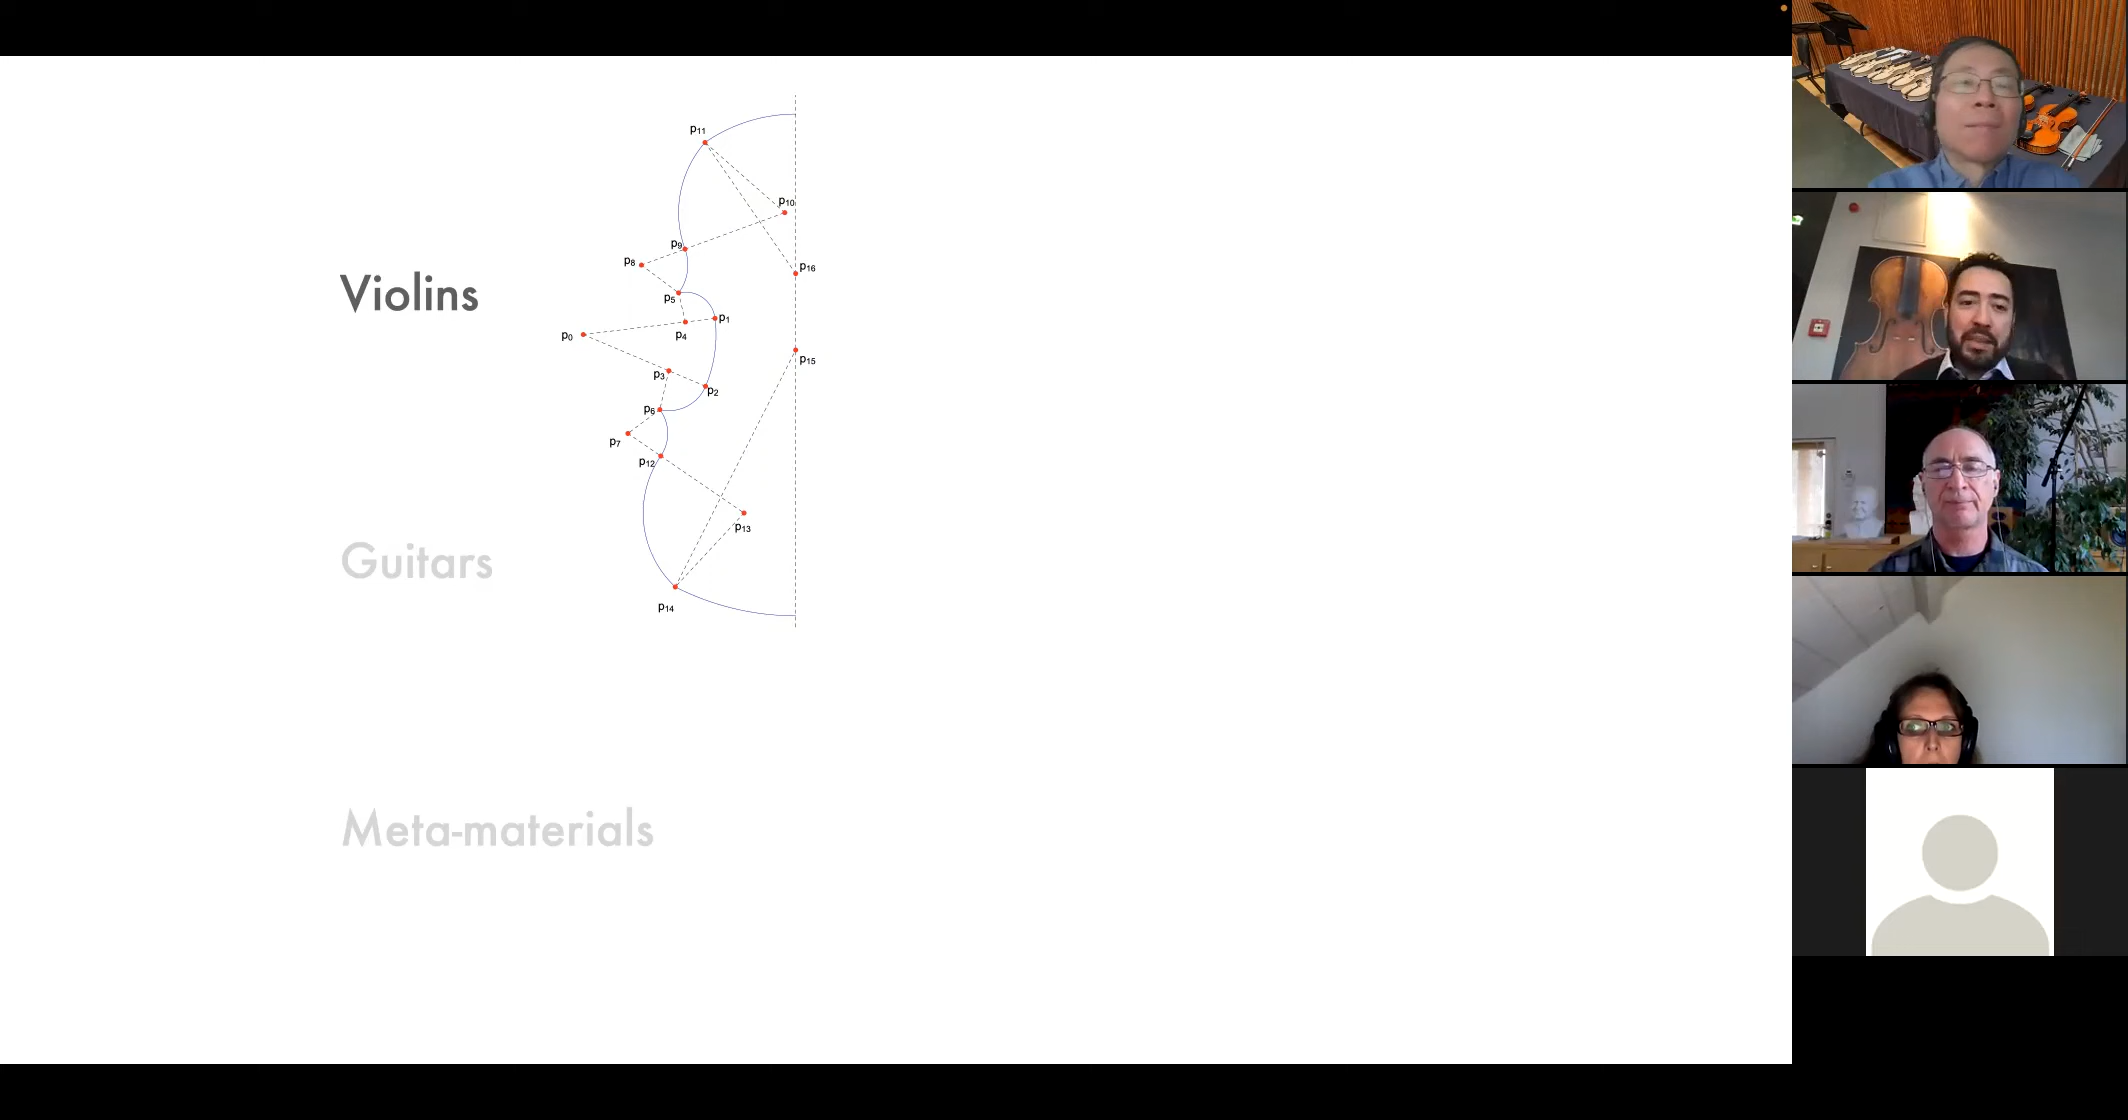 p₁₁
p₁₀
p₉
p₈
p₁₆
p₅
p₁
Violins
p₀
p₄
p₁₅
p₃
p₂
p₆
p₇
p₁₂
p₁₃
Guitars
p₁₄
Meta-materials